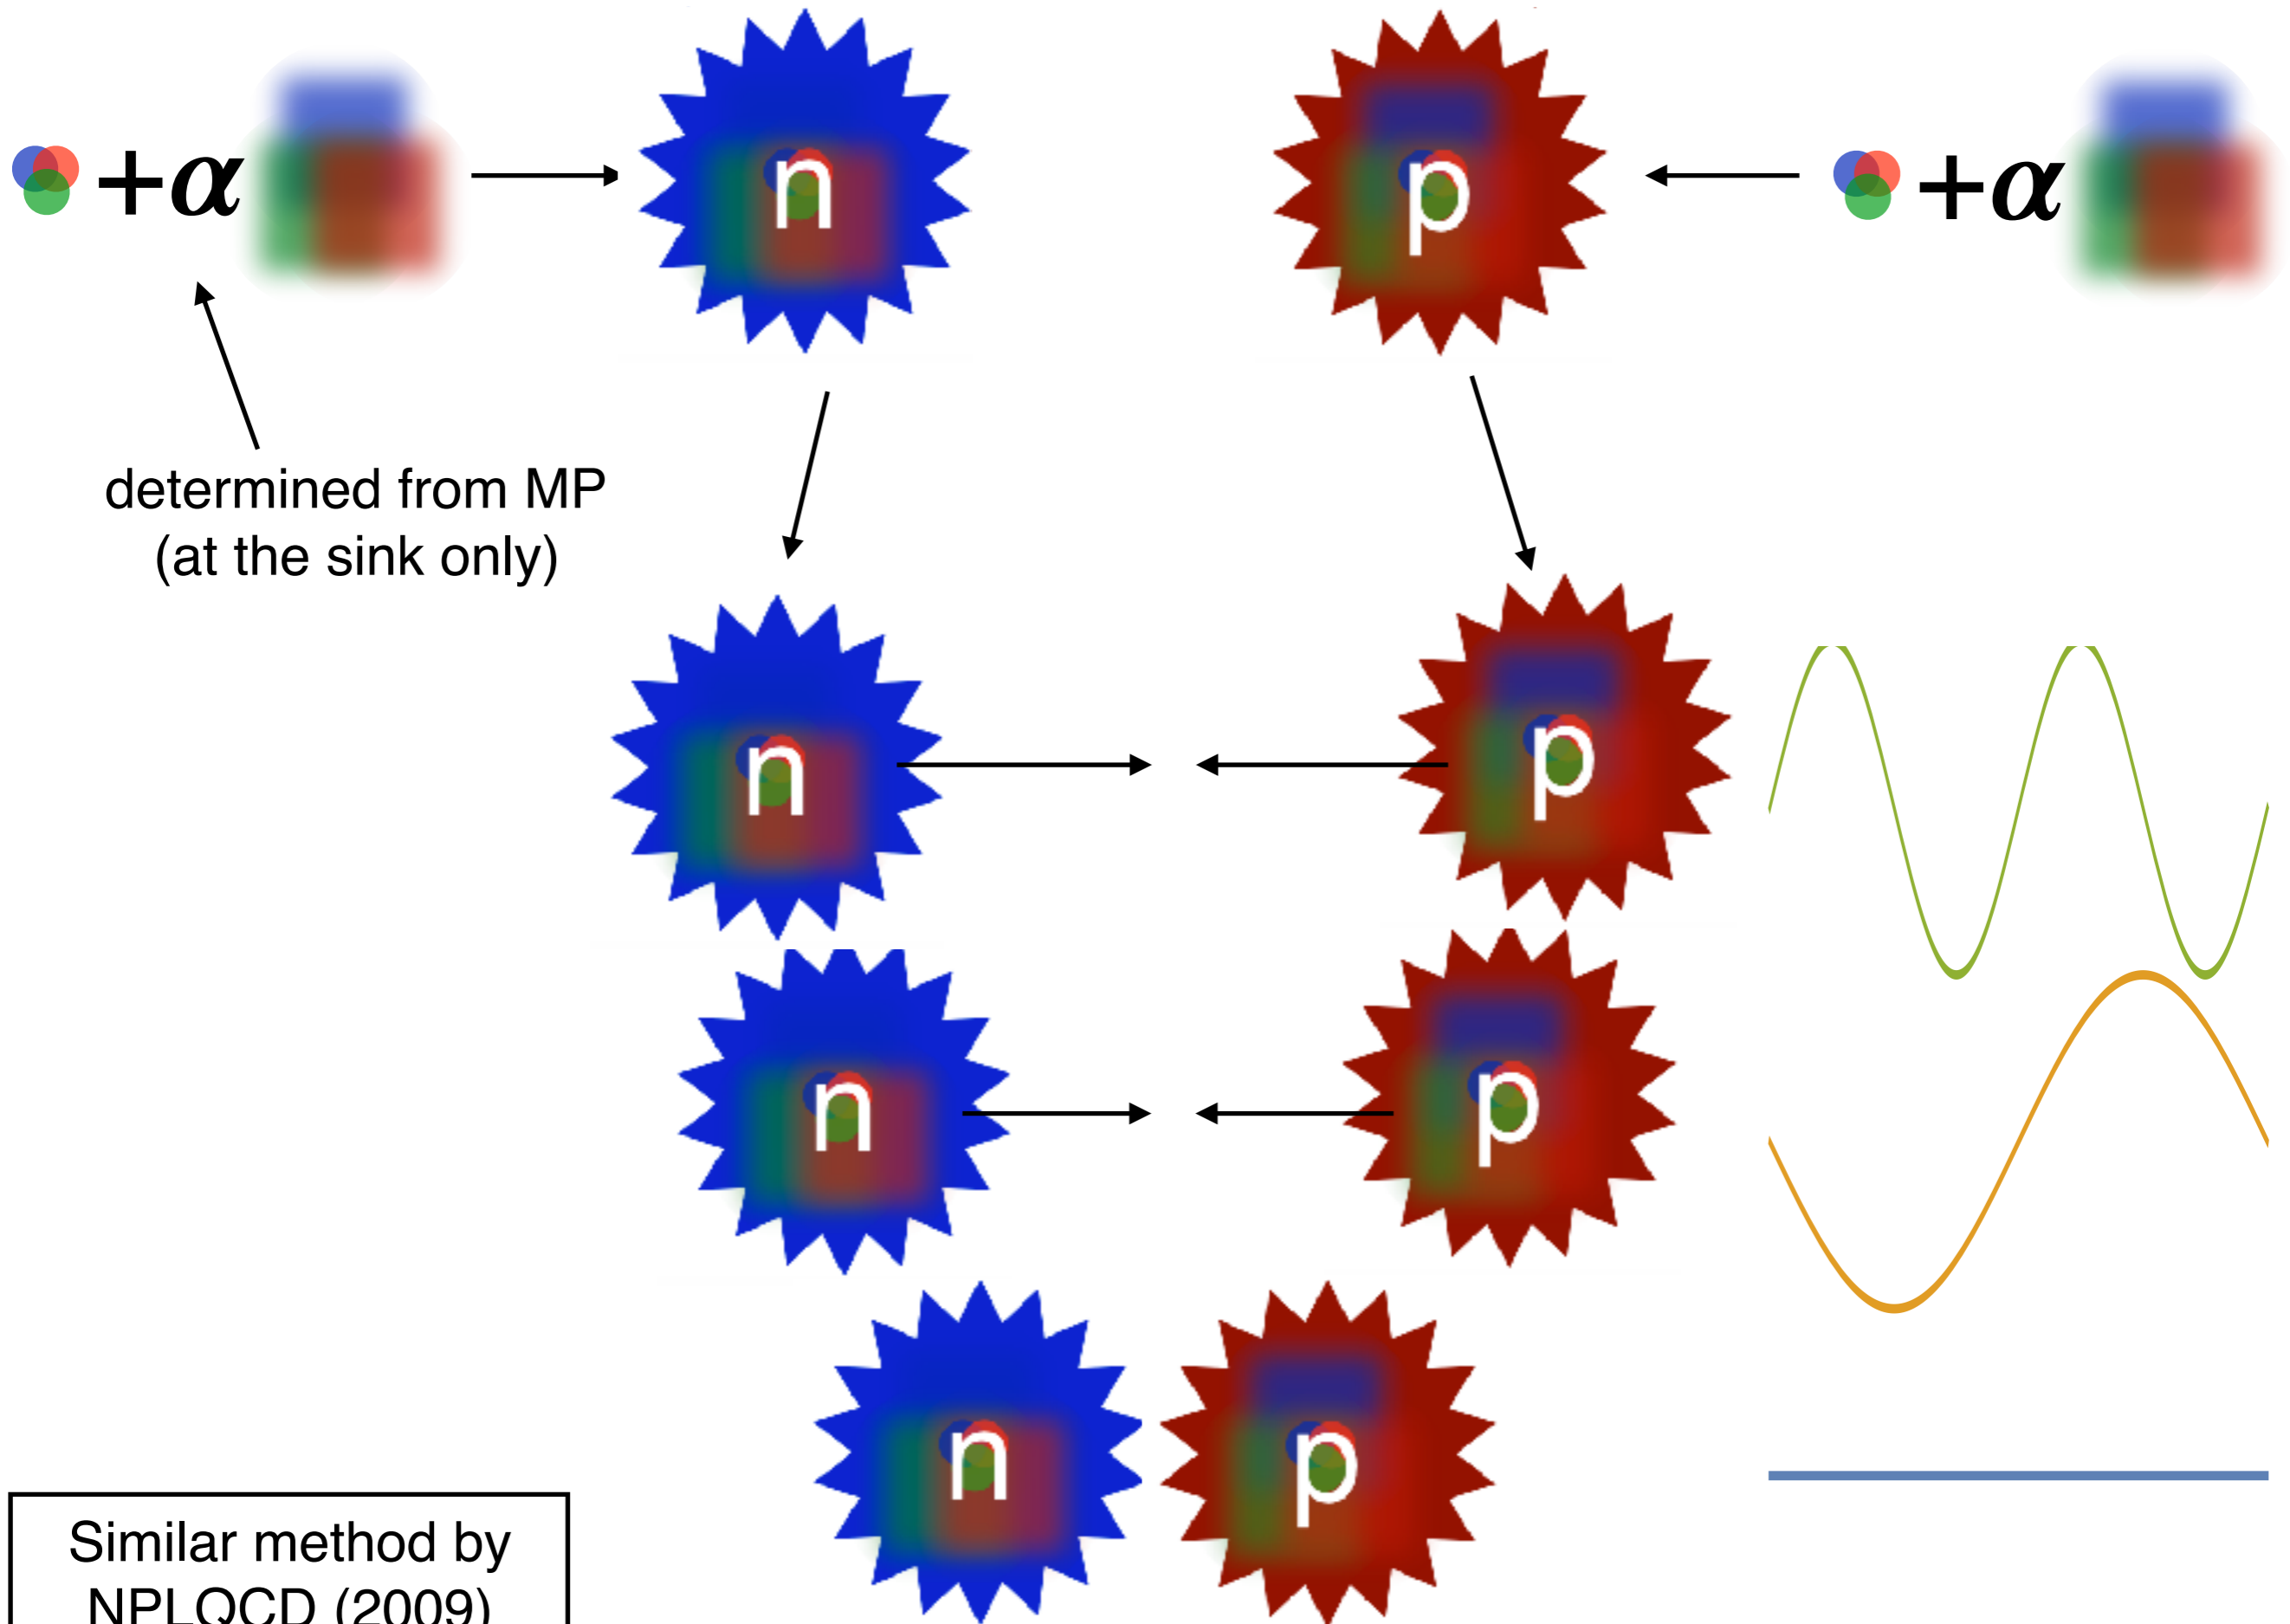 +α n p +α
determined from MP
(at the sink only)
n p
n p
n p
Similar method by
NPLQCD (2009)